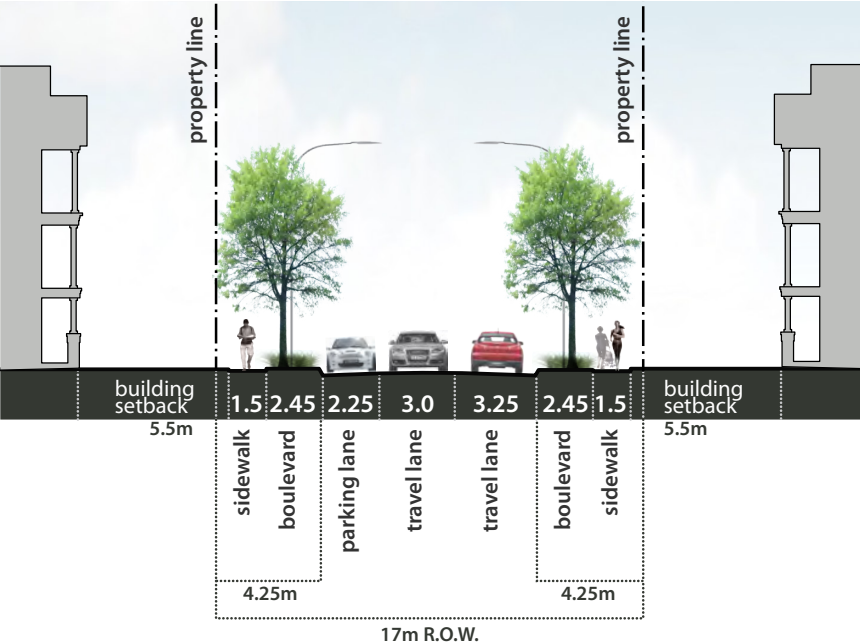 property line
property line
building
setback
5.5m
1.5
2.45
2.25
3.0
3.25
2.45
1.5
building
setback
5.5m
sidewalk
boulevard
parking lane
travel lane
travel lane
boulevard
sidewalk
4.25m
4.25m
17m R.O.W.